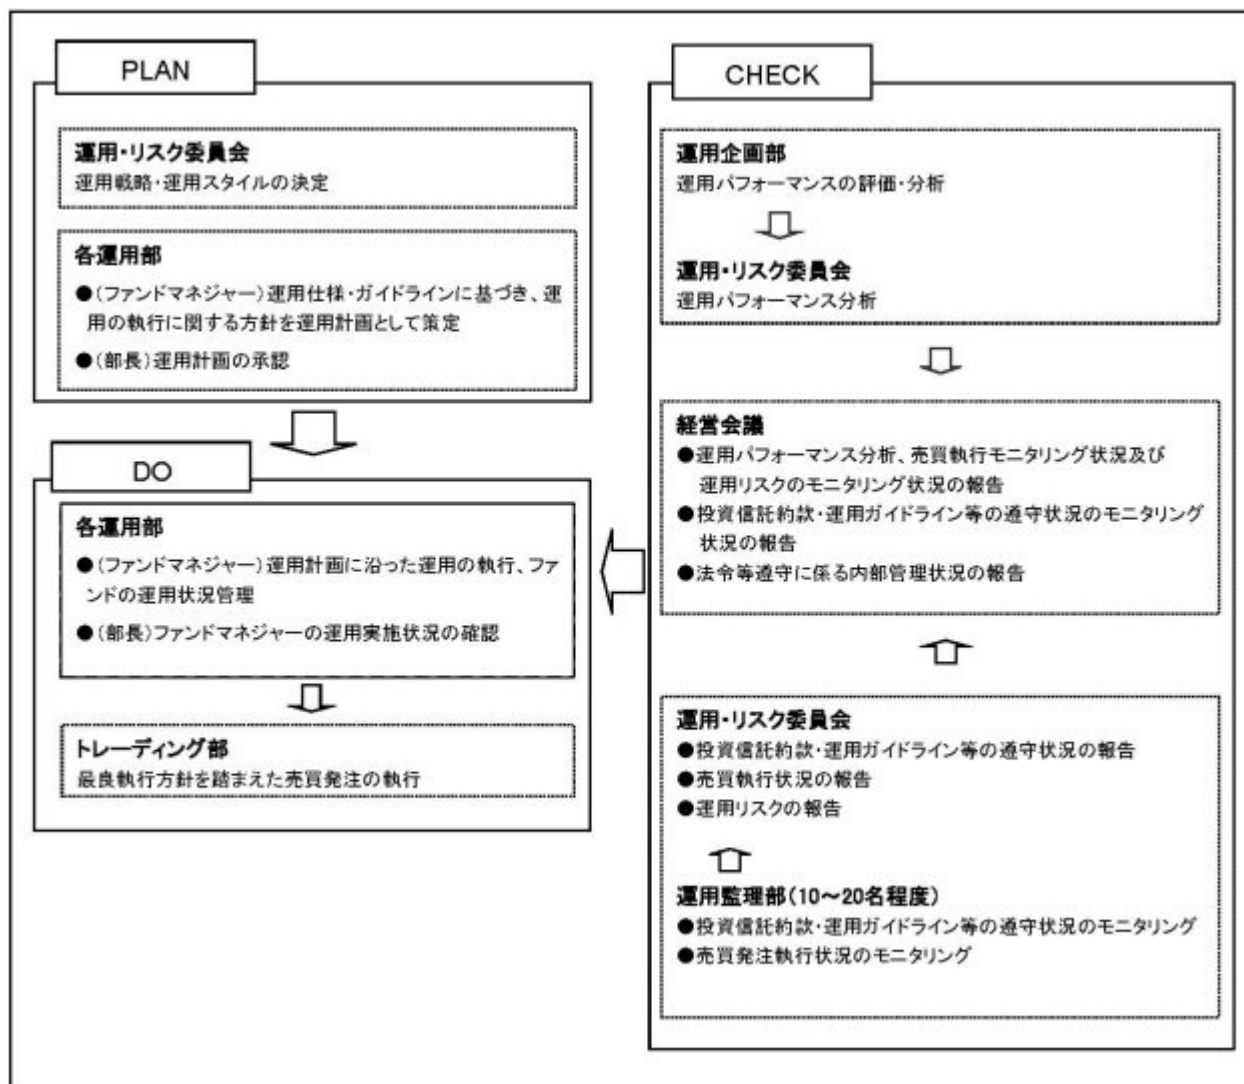 PLAN
運用・リスク委員会
運用戦略・運用スタイルの決定
各運用部
●(ファンドマネジャー)運用仕様・ガイドラインに基づき、運
用の執行に関する方針を運用計画として策定
●(部長)運用計画の承認
DO
各運用部
●(ファンドマネジャー)運用計画に沿った運用の執行、ファ
ンドの運用状況管理
●(部長)ファンドマネジャーの運用実施状況の確認
トレーディング部
最良執行方針を踏まえた売買発注の執行
CHECK
運用企画部
運用パフォーマンスの評価・分析
運用・リスク委員会
運用パフォーマンス分析
経営会議
●運用パフォーマンス分析、売買執行モニタリング状況及び
運用リスクのモニタリング状況の報告
●投資信託約款・運用ガイドライン等の遵守状況のモニタリング
状況の報告
●法令等遵守に係る内部管理状況の報告
運用・リスク委員会
●投資信託約款・運用ガイドライン等の遵守状況の報告
●売買執行状況の報告
●運用リスクの報告
運用監理部(10～20名程度)
●投資信託約款・運用ガイドライン等の遵守状況のモニタリング
●売買発注執行状況のモニタリング